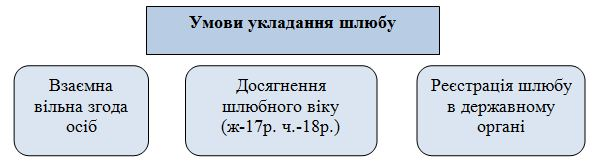 Умови укладання шлюбу
Взаємна
вільна згода
осіб
Досягнення
шлюбного віку
(ж-17р. ч.-18р.)
Реєстрація шлюбу
в державному
органі